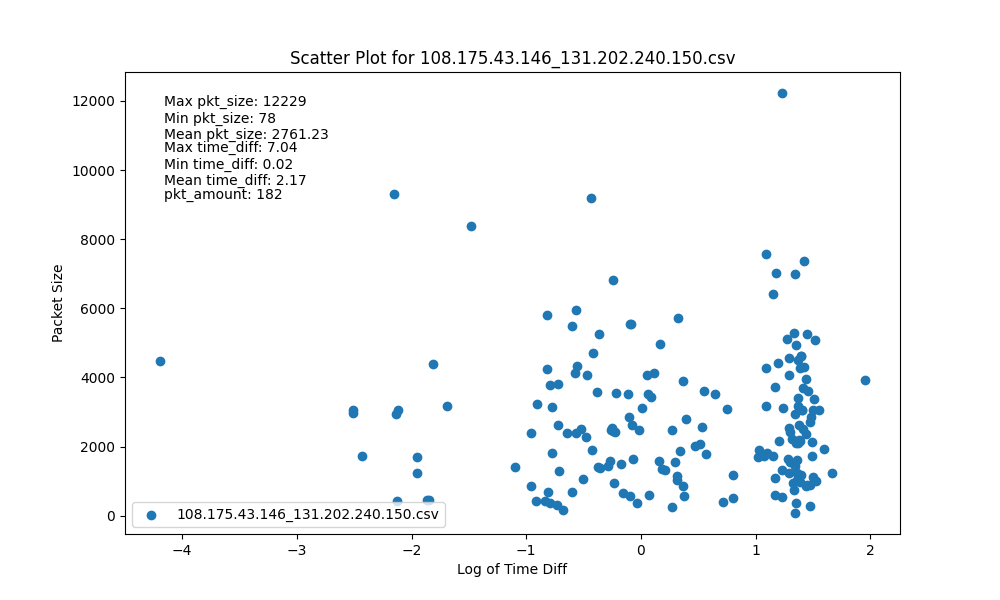 Scatter Plot for 108.175.43.146_131.202.240.150.csv
Max pkt_size: 12229
Min pkt_size: 78
Mean pkt_size: 2761.23
Max time_diff: 7.04
Min time_diff: 0.02
Mean time_diff: 2.17
pkt_amount: 182
12000
10000
8000
6000
4000
2000
0
Packet Size
108.175.43.146_131.202.240.150.csv
−4 −3 −2 −1 0 1 2
Log of Time Diff